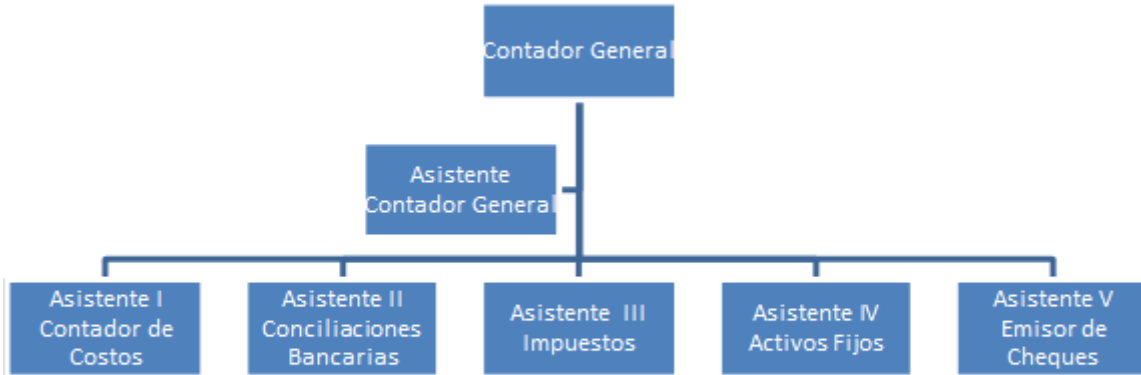 Contador General
Asistente
Contador General
Asistente I
Contador de
Costos
Asistente II
Conciliaciones
Bancarias
Asistente III
Impuestos
Asistente IV
Activos Fijos
Asistente V
Emisor de
Cheques